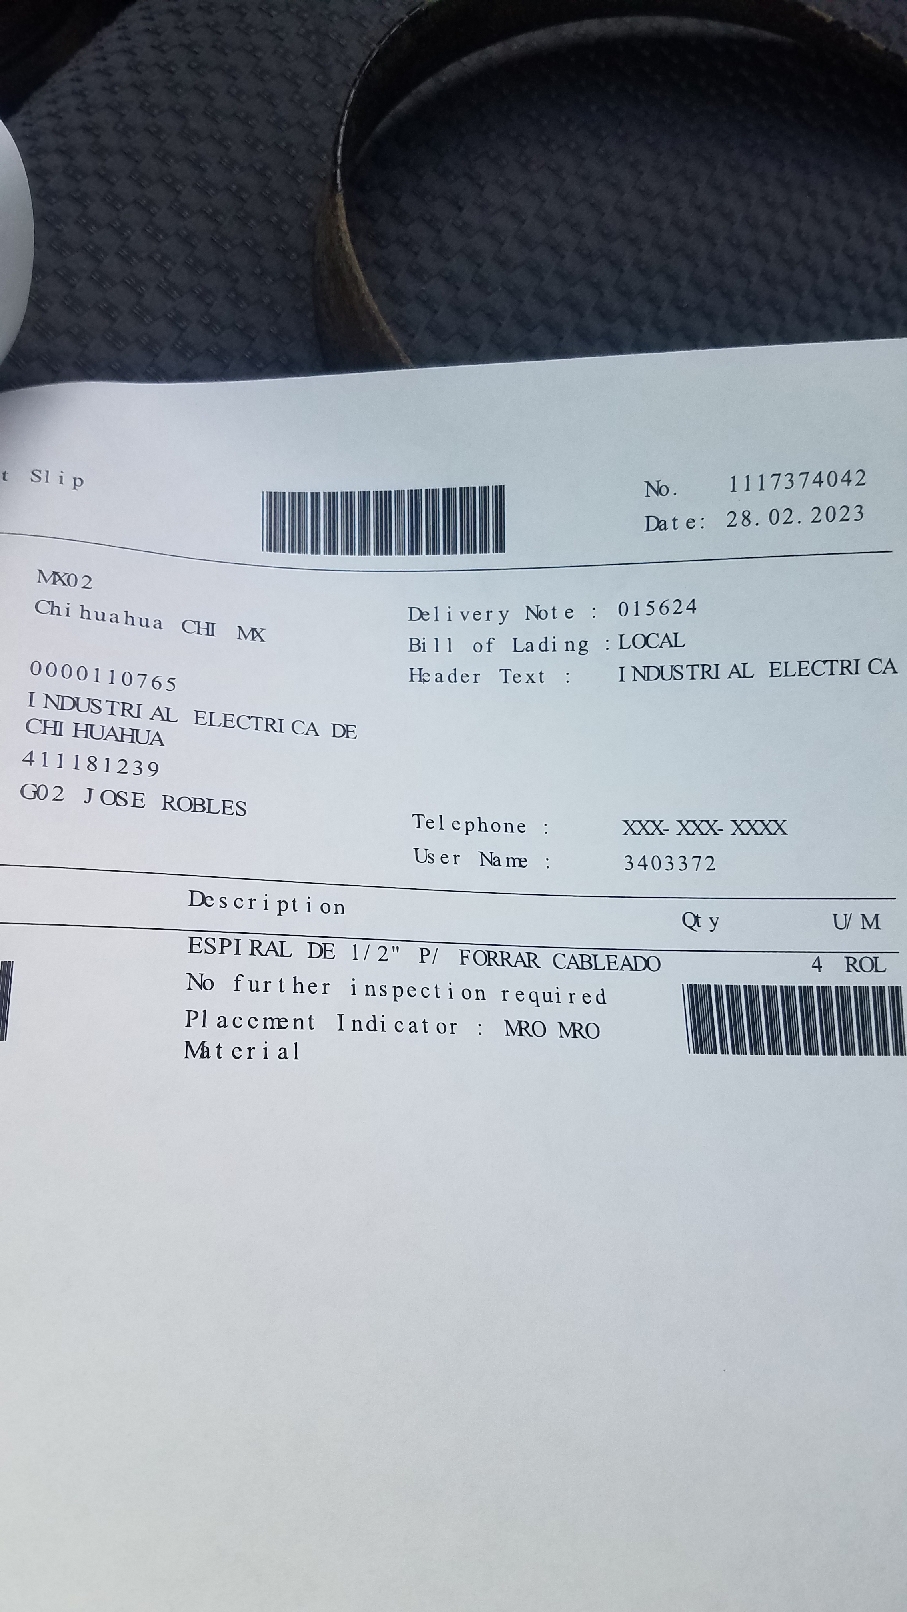 t Slip
No. 1117374042
Date: 28.02.2023
MX02
Chihuahua CHI MX
Delivery Note : 015624
Bill of Lading : LOCAL
Header Text : INDUSTRIAL ELECTRICA
0000110765
INDUSTRIAL ELECTRICA DE
CHIHUAHUA
411181239
G02 JOSE ROBLES
Telephone : XXX-XXX-XXXX
User Name : 3403372
Description Qty U/M
ESPIRAL DE 1/2" P/ FORRAR CABLEADO 4 ROL
No further inspection required
Placement Indicator : MRO MRO
Material